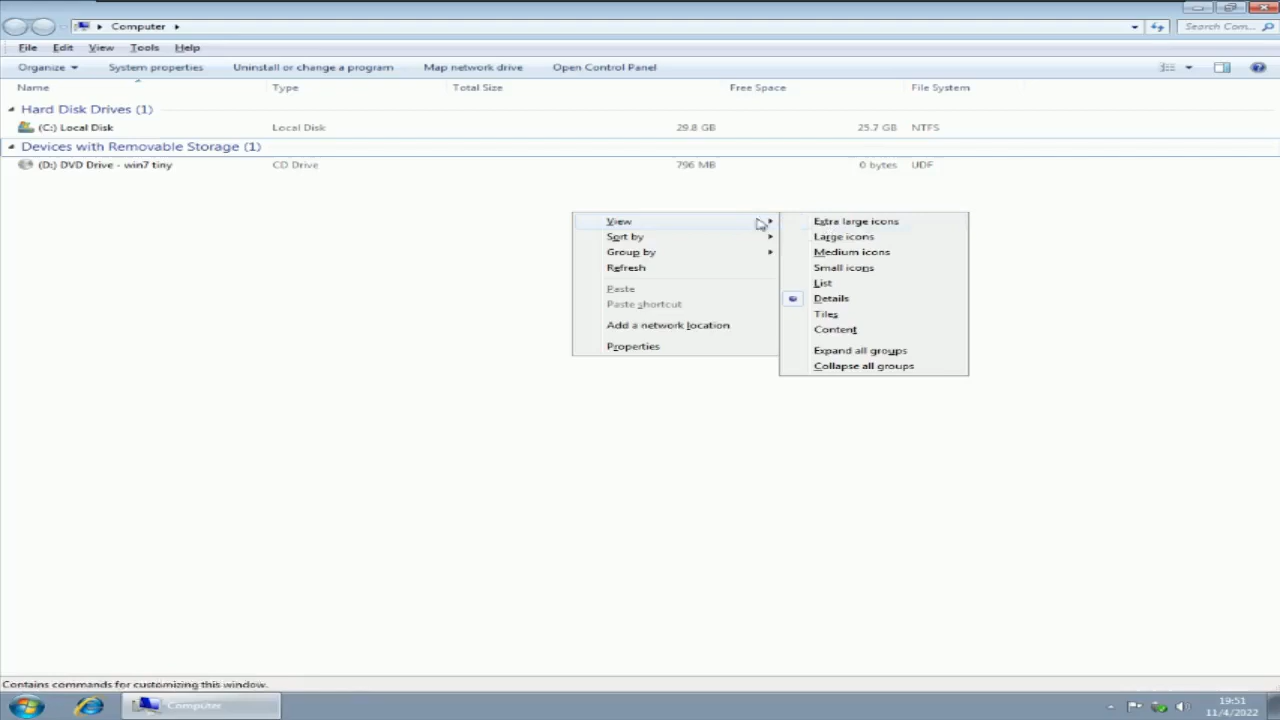 Computer
Search Com...
File Edit View Tools Help
Organize System properties Uninstall or change a program Map network drive Open Control Panel
Name Type Total Size Free Space File System
Hard Disk Drives (1)
(C:) Local Disk Local Disk 29.8 GB 25.7 GB NTFS
Devices with Removable Storage (1)
(D:) DVD Drive - win7 tiny CD Drive 796 MB 0 bytes UDF
View
Sort by
Group by
Refresh
Paste
Paste shortcut
Add a network location
Properties
Extra large icons
Large icons
Medium icons
Small icons
List
Details
Tiles
Content
Expand all groups
Collapse all groups
Contains commands for customizing this window.
Computer
19:51
11/4/2022